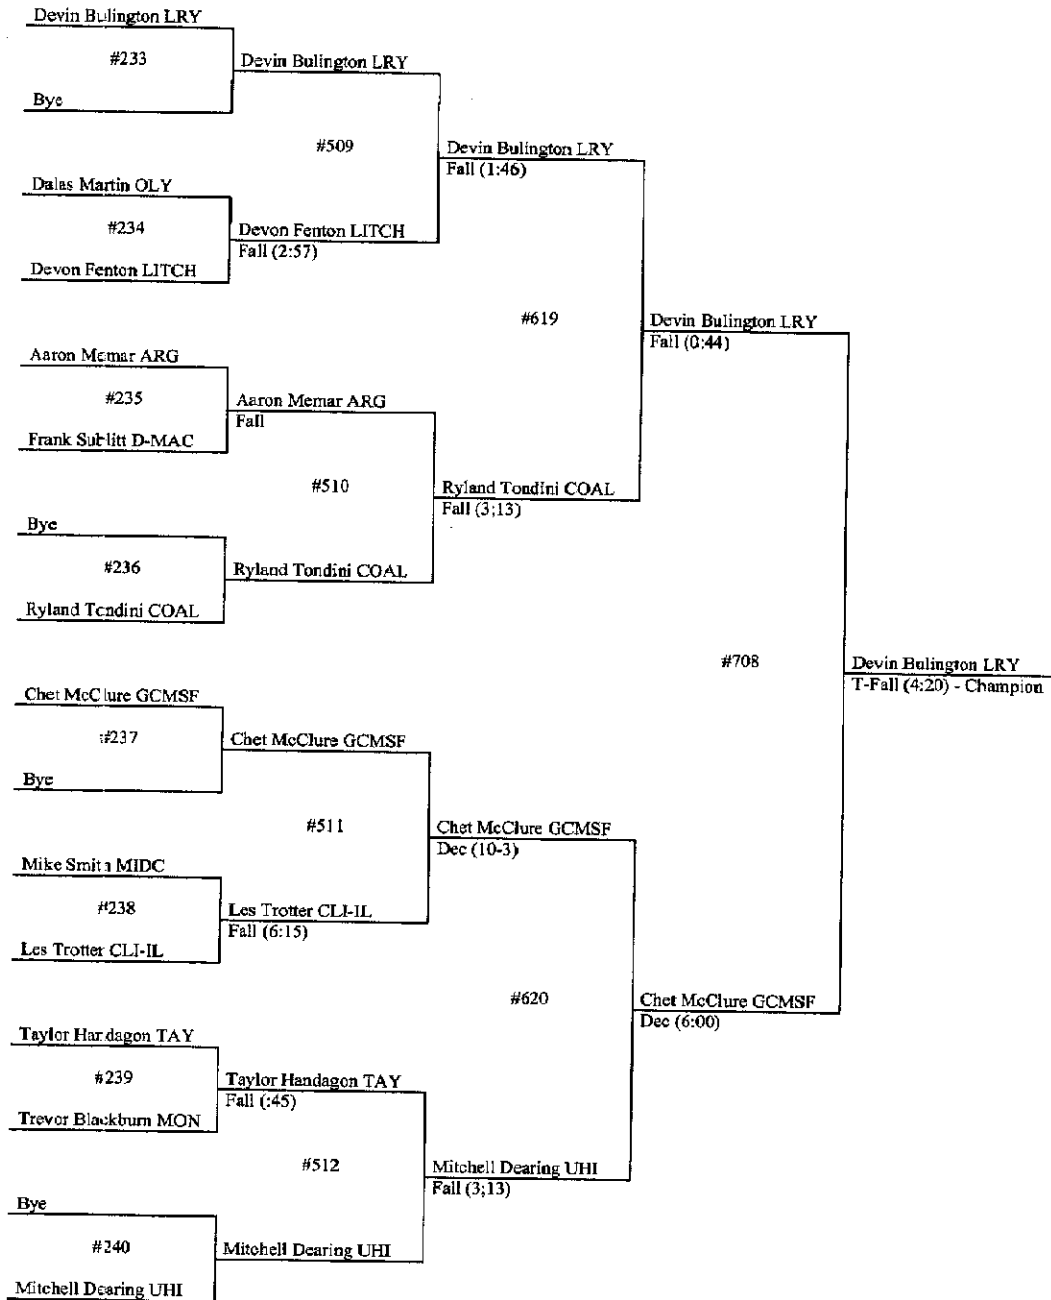 Devin Bulington LRY
#233
Devin Bulington LRY
Bye
#509
Devin Bulington LRY
Fall (1:46)
Dalas Martin OLY
#234
Devon Fenton LITCH
Fall (2:57)
Devon Fenton LITCH
#619
Devin Bulington LRY
Fall (0:44)
Aaron Memar ARG
#235
Aaron Memar ARG
Fall
Frank Sublitt D-MAC
#510
Ryland Tondini COAL
Fall (3;13)
Bye
#236
Ryland Tondini COAL
Ryland Tondini COAL
#708
Devin Bulington LRY
T-Fall (4:20) - Champion
Chet McClure GCMSF
#237
Chet McClure GCMSF
Bye
#511
Chet McClure GCMSF
Dec (10-3)
Mike Smith MIDC
#238
Les Trotter CLI-IL
Fall (6:15)
Les Trotter CLI-IL
#620
Chet McClure GCMSF
Dec (6:00)
Taylor Handagon TAY
#239
Taylor Handagon TAY
Fall (:45)
Trevor Blackburn MON
#512
Mitchell Dearing UHI
Fall (3;13)
Bye
#240
Mitchell Dearing UHI
Mitchell Dearing UHI